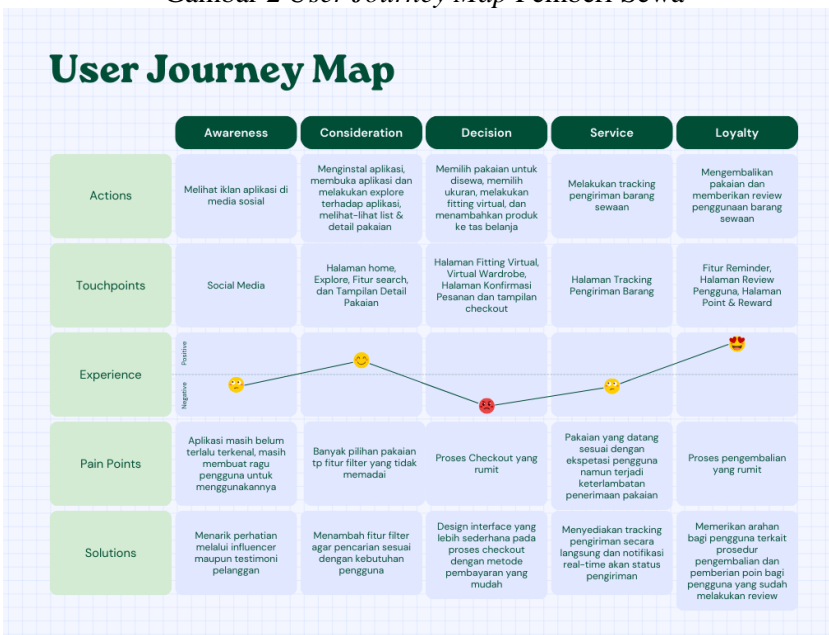 Gambar 2 User Journey Map Pemberi Sewa
User Journey Map
Awareness
Consideration
Decision
Service
Loyalty
Actions
Melihat iklan aplikasi di
media sosial
Menginstal aplikasi,
membuka aplikasi dan
melakukan explore
terhadap aplikasi,
melihat-lihat list &
detail pakaian
Memilih pakaian untuk
disewa, memilih
ukuran, melakukan
fitting virtual, dan
menambahkan produk
ke tas belanja
Melakukan tracking
pengiriman barang
sewaan
Mengembalikan
pakaian dan
memberikan review
penggunaan barang
sewaan
Touchpoints
Social Media
Halaman home,
Explore, Fitur search,
dan Tampilan Detail
Pakaian
Halaman Fitting Virtual,
Virtual Wardrobe,
Halaman Konfirmasi
Pesanan dan tampilan
checkout
Halaman Tracking
Pengiriman Barang
Fitur Reminder,
Halaman Review
Pengguna, Halaman
Point & Reward
Experience
Positive
Negative
Pain Points
Aplikasi masih belum
terlalu terkenal, masih
membuat ragu
pengguna untuk
menggunakannya
Banyak pilihan pakaian
tp fitur filter yang tidak
memadai
Proses Checkout yang
rumit
Pakaian yang datang
sesuai dengan
ekspetasi pengguna
namun terjadi
keterlambatan
penerimaan pakaian
Proses pengembalian
yang rumit
Solutions
Menarik perhatian
melalui influencer
maupun testimoni
pelanggan
Menambah fitur filter
agar pencarian sesuai
dengan kebutuhan
pengguna
Design interface yang
lebih sederhana pada
proses checkout
dengan metode
pembayaran yang
mudah
Menyediakan tracking
pengiriman secara
langsung dan notifikasi
real-time akan status
pengiriman
Memerikan arahan
bagi pengguna terkait
prosedur
pengembalian dan
pemberian poin bagi
pengguna yang sudah
melakukan review